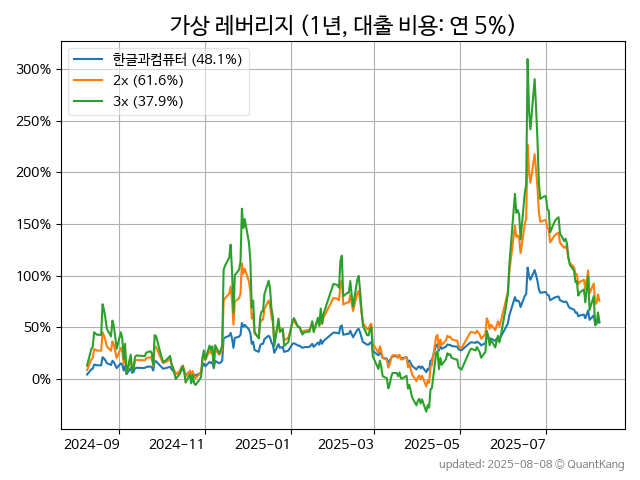 가상 레버리지 (1년, 대출 비용: 연 5%)
한글과컴퓨터 (48.1%)
2x (61.6%)
3x (37.9%)
300%
250%
200%
150%
100%
50%
0%
2024-09 2024-11 2025-01 2025-03 2025-05 2025-07
updated: 2025-08-08 © QuantKang